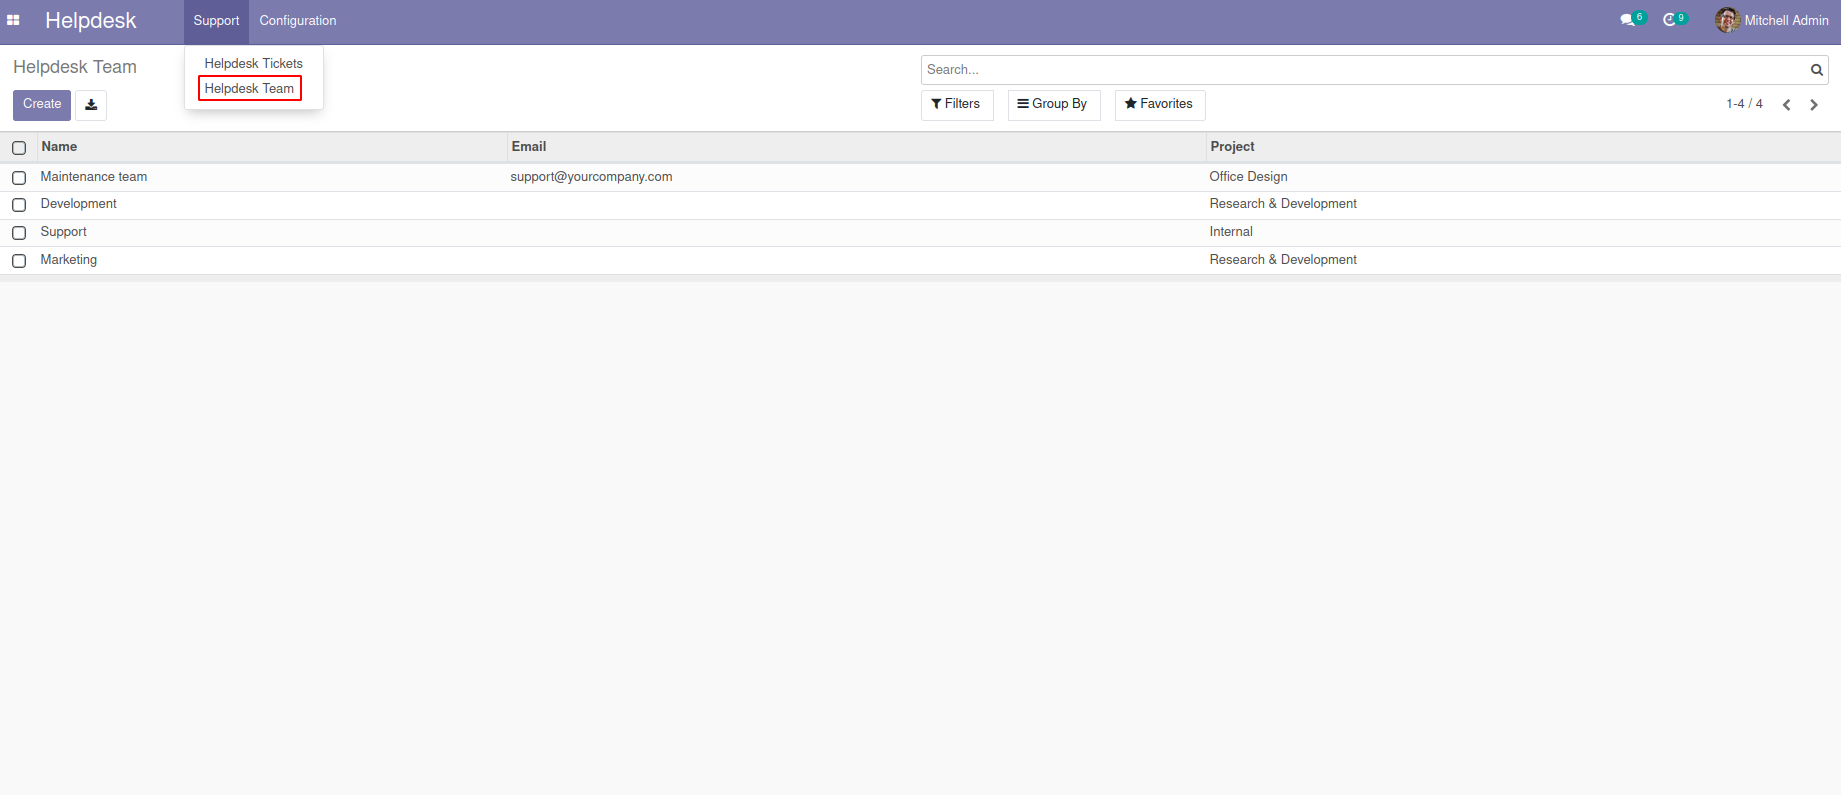 Helpdesk Support Configuration 6 9 Mitchell Admin
Helpdesk Team
Helpdesk Tickets
Helpdesk Team
Search...
Create
Filters Group By Favorites 1-4 / 4
Name Email Project
Maintenance team support@yourcompany.com Office Design
Development Research & Development
Support Internal
Marketing Research & Development